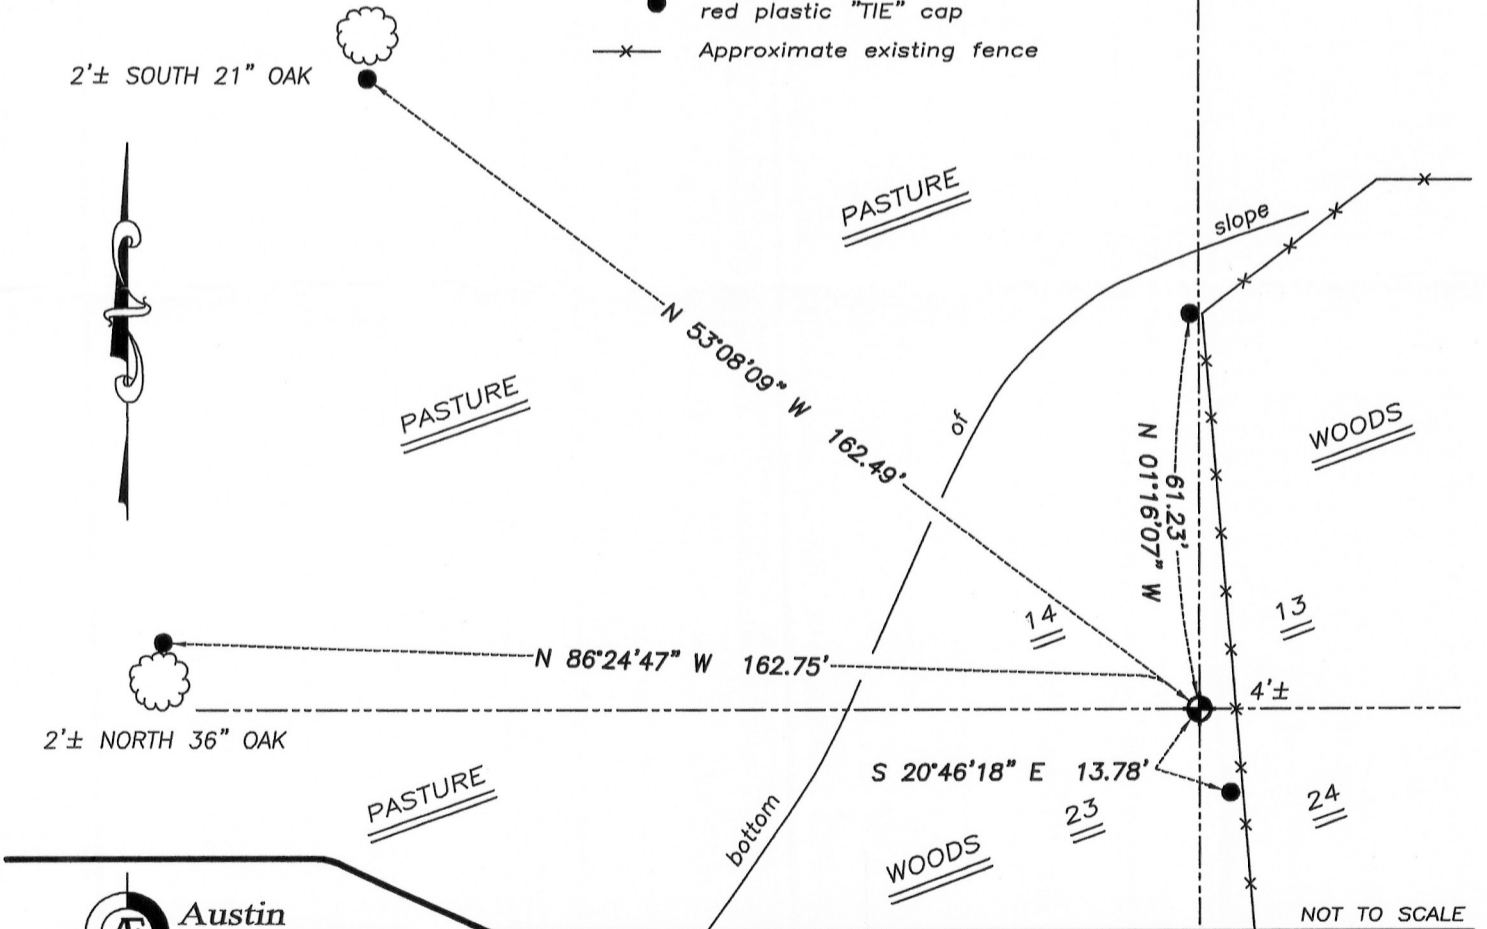 red plastic "TIE" cap
Approximate existing fence
2'± SOUTH 21" OAK
PASTURE
slope
N 53°08'09" W 162.49'
PASTURE
of
WOODS
N 01°16'07" W
61.23'
14
13
N 86°24'47" W 162.75'
4'±
2'± NORTH 36" OAK
S 20°46'18" E 13.78'
PASTURE
23
24
bottom
WOODS
Austin
NOT TO SCALE